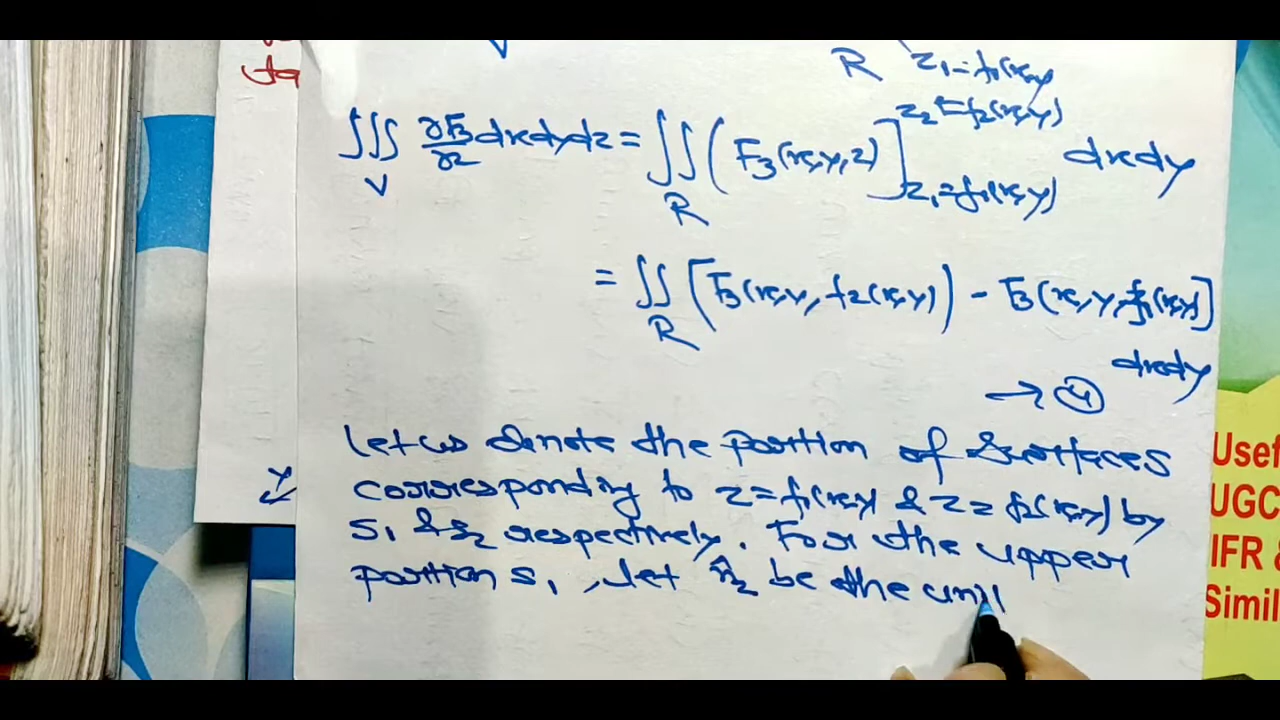 R z₁=f₁(x,y
∫∫∫ ∂F₃/∂z dxdydz = ∫∫ ( F₃(x,y,z) ] z₂=f₂(x,y) z₁=f₁(x,y) dxdy
V R
= ∫∫ [ F₃(x,y, f₂(x,y) ) - F₃(x,y,f₁(x,y]
R dxdy
→ ④
let us denote the portion of surfaces
corresponding to z=f₁(x,y & z= f₂(x,y) by
S₁ & S₂ respectively. For the upper
portion S₁, let n̂₂ be the uni
Y
Usef
UGC
IFR &
Simil